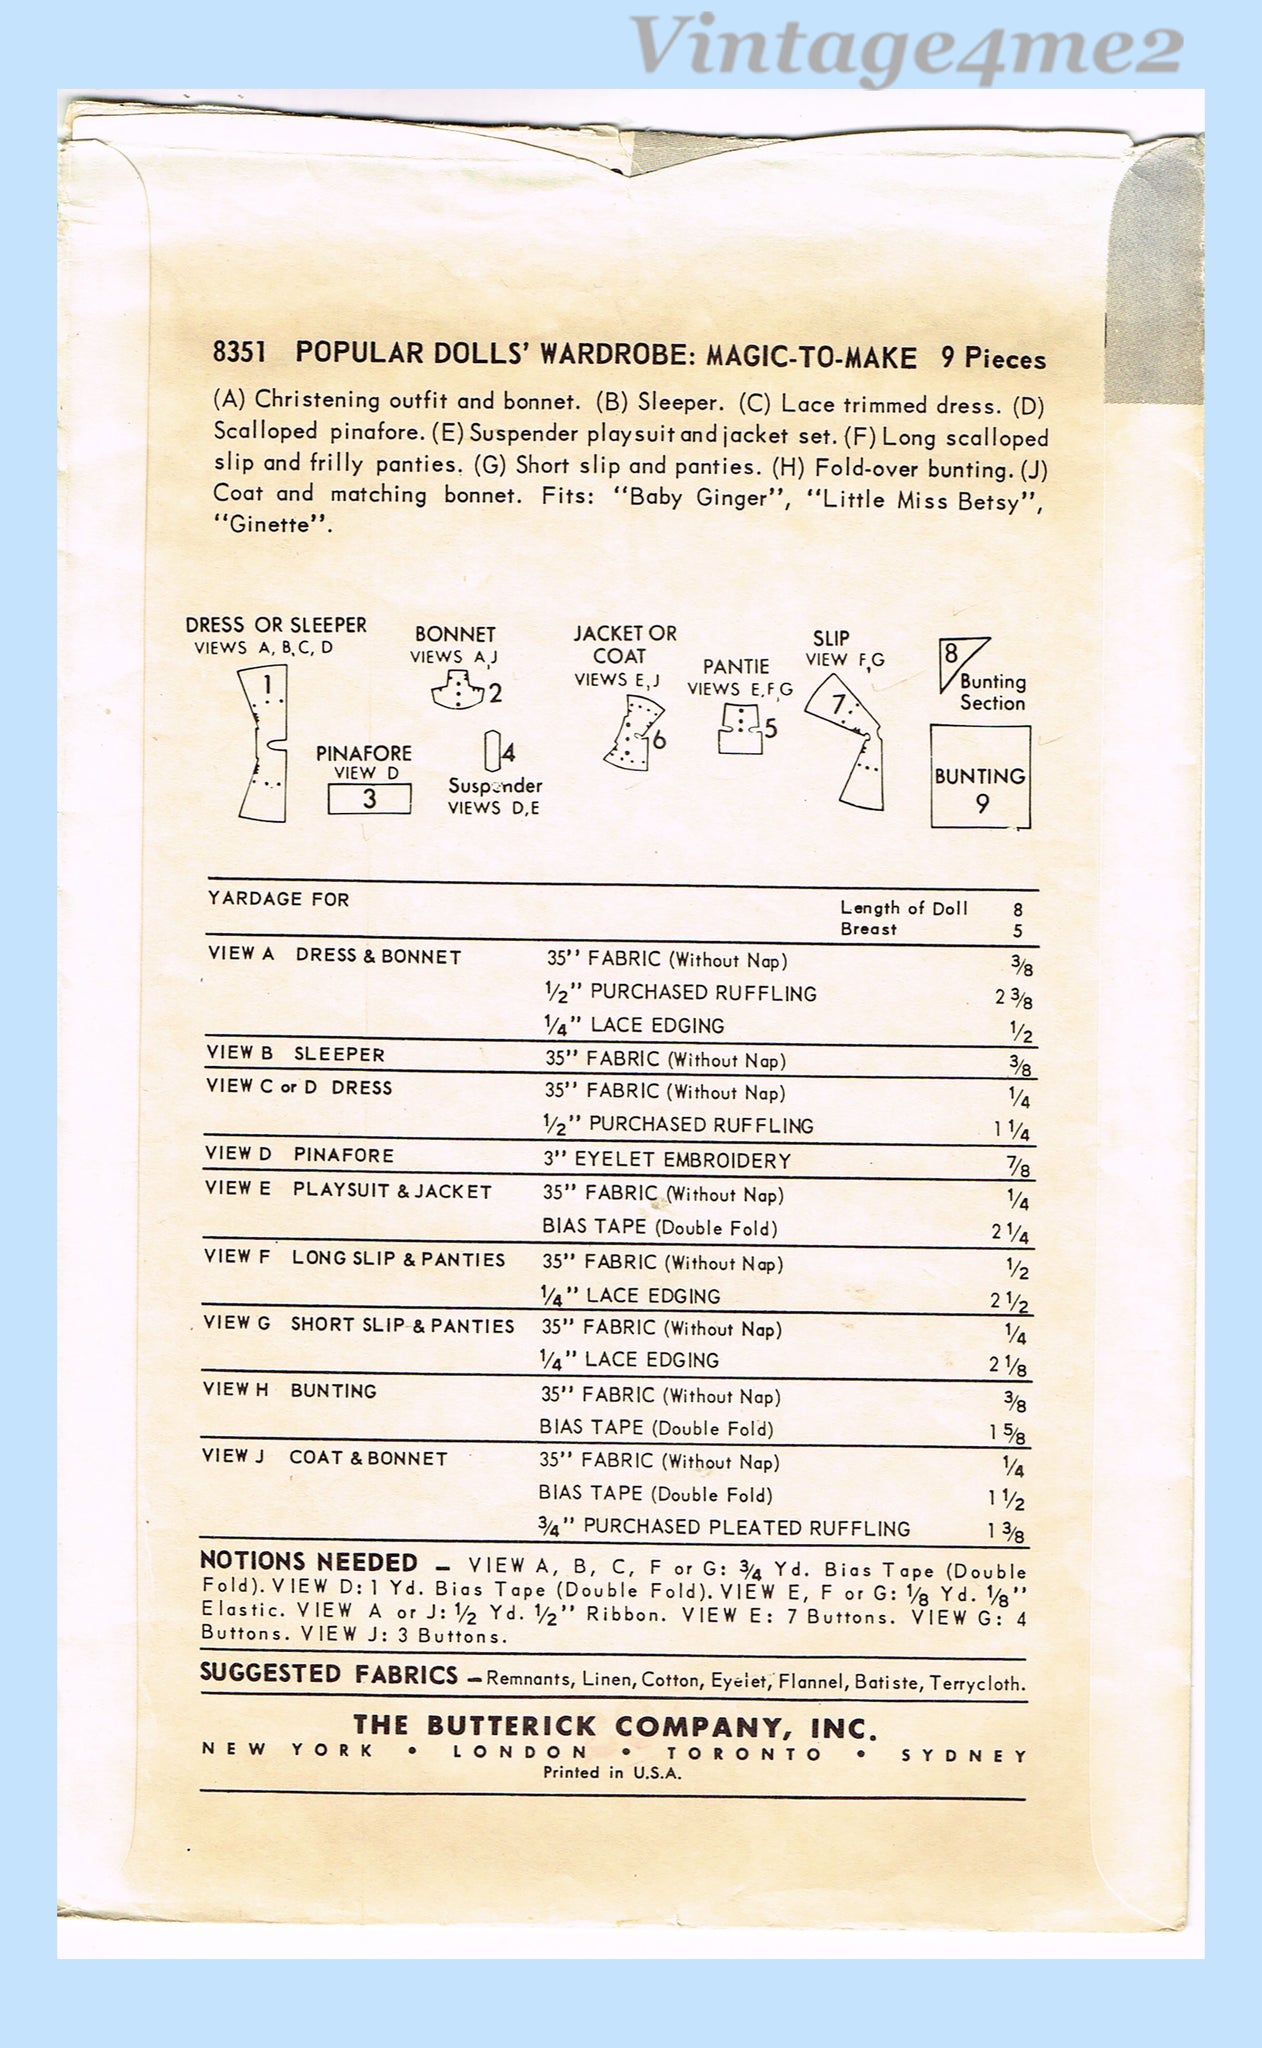 Vintage4me2
8351 POPULAR DOLLS' WARDROBE: MAGIC-TO-MAKE 9 Pieces
(A) Christening outfit and bonnet. (B) Sleeper. (C) Lace trimmed dress. (D)
Scalloped pinafore. (E) Suspender playsuit and jacket set. (F) Long scalloped
slip and frilly panties. (G) Short slip and panties. (H) Fold-over bunting. (J)
Coat and matching bonnet. Fits: "Baby Ginger", "Little Miss Betsy",
"Ginette".
DRESS OR SLEEPER
VIEWS A, B, C, D
1
BONNET
VIEWS A,J
2
JACKET OR
COAT
VIEWS E,J
6
PANTIE
VIEWS E,F,G
5
SLIP
VIEW F,G
7
8
Bunting
Section
PINAFORE
VIEW D
3
4
Suspender
VIEWS D,E
BUNTING
9
YARDAGE FOR
Length of Doll 8
Breast 5
VIEW A DRESS & BONNET 35'' FABRIC (Without Nap) 3/8
1/2" PURCHASED RUFFLING 2 3/8
1/4" LACE EDGING 1/2
VIEW B SLEEPER 35'' FABRIC (Without Nap) 3/8
VIEW C or D DRESS 35'' FABRIC (Without Nap) 1/4
1/2" PURCHASED RUFFLING 1 1/4
VIEW D PINAFORE 3'' EYELET EMBROIDERY 7/8
VIEW E PLAYSUIT & JACKET 35'' FABRIC (Without Nap) 1/4
BIAS TAPE (Double Fold) 2 1/4
VIEW F LONG SLIP & PANTIES 35'' FABRIC (Without Nap) 1/2
1/4" LACE EDGING 2 1/2
VIEW G SHORT SLIP & PANTIES 35'' FABRIC (Without Nap) 1/4
1/4" LACE EDGING 2 1/8
VIEW H BUNTING 35'' FABRIC (Without Nap) 3/8
BIAS TAPE (Double Fold) 1 5/8
VIEW J COAT & BONNET 35'' FABRIC (Without Nap) 1/4
BIAS TAPE (Double Fold) 1 1/2
3/4" PURCHASED PLEATED RUFFLING 1 3/8
NOTIONS NEEDED – VIEW A, B, C, F or G: 3/4 Yd. Bias Tape (Double
Fold). VIEW D: 1 Yd. Bias Tape (Double Fold). VIEW E, F or G: 1/8 Yd. 1/8"
Elastic. VIEW A or J: 1/2 Yd. 1/2" Ribbon. VIEW E: 7 Buttons. VIEW G: 4
Buttons. VIEW J: 3 Buttons.
SUGGESTED FABRICS – Remnants, Linen, Cotton, Eyelet, Flannel, Batiste, Terrycloth.
THE BUTTERICK COMPANY, INC.
NEW YORK • LONDON • TORONTO • SYDNEY
Printed in U.S.A.